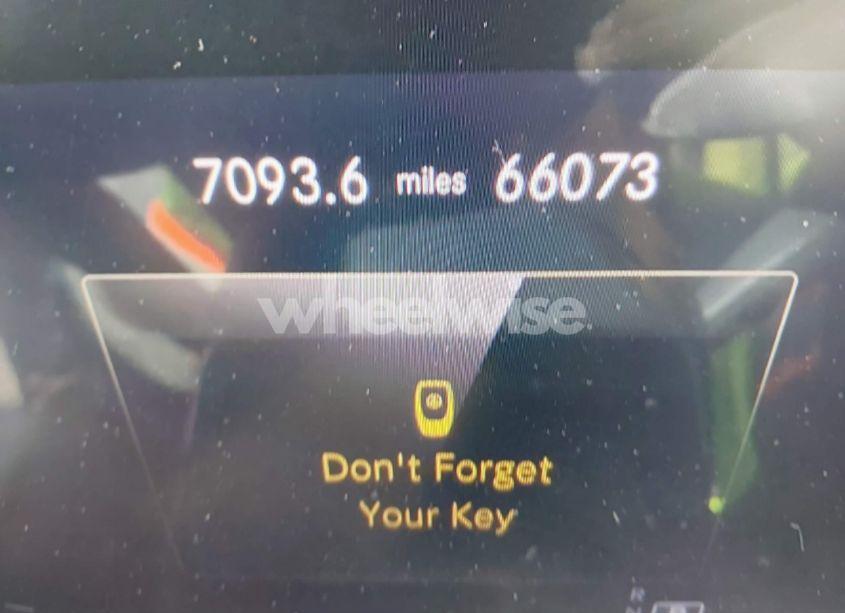 7093.6 miles 66073
wheelwise.
Don't Forget
Your Key
R
N